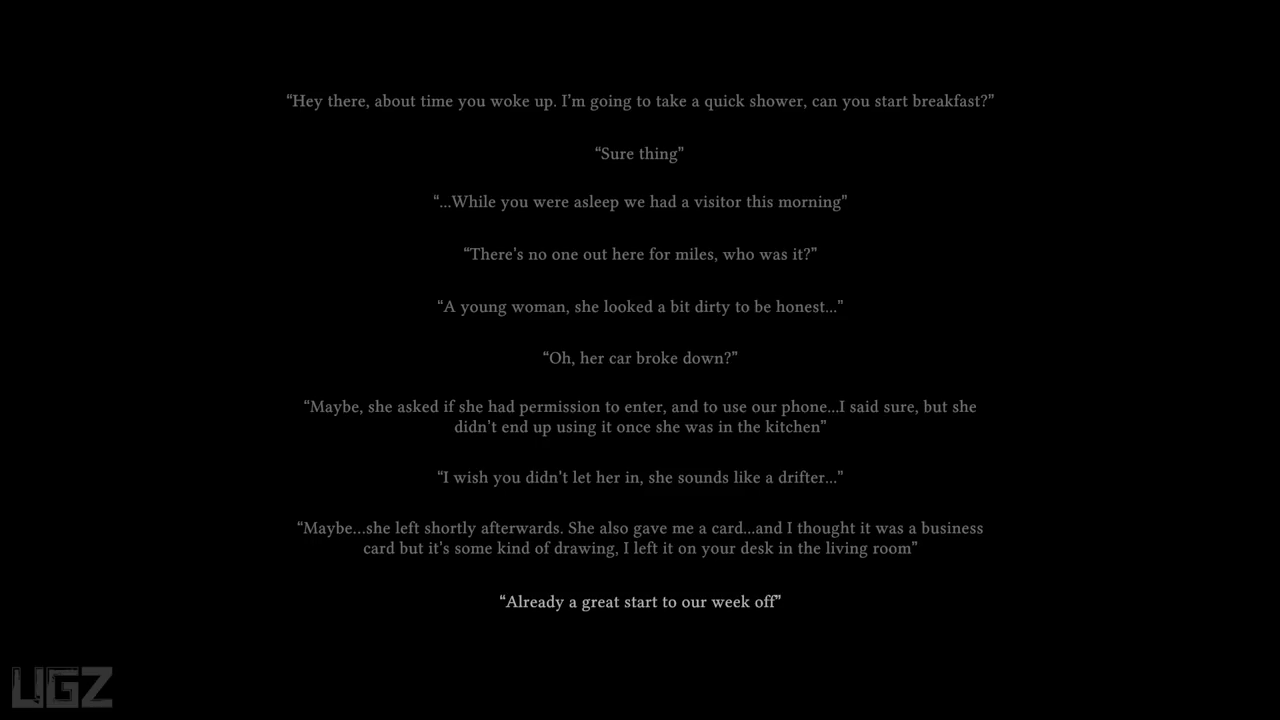 “Hey there, about time you woke up. I’m going to take a quick shower, can you start breakfast?”
“Sure thing”
“...While you were asleep we had a visitor this morning”
“There’s no one out here for miles, who was it?”
“A young woman, she looked a bit dirty to be honest...”
“Oh, her car broke down?”
“Maybe, she asked if she had permission to enter, and to use our phone...I said sure, but she
didn’t end up using it once she was in the kitchen”
“I wish you didn’t let her in, she sounds like a drifter...”
“Maybe...she left shortly afterwards. She also gave me a card...and I thought it was a business
card but it’s some kind of drawing, I left it on your desk in the living room”
“Already a great start to our week off”
UGZ